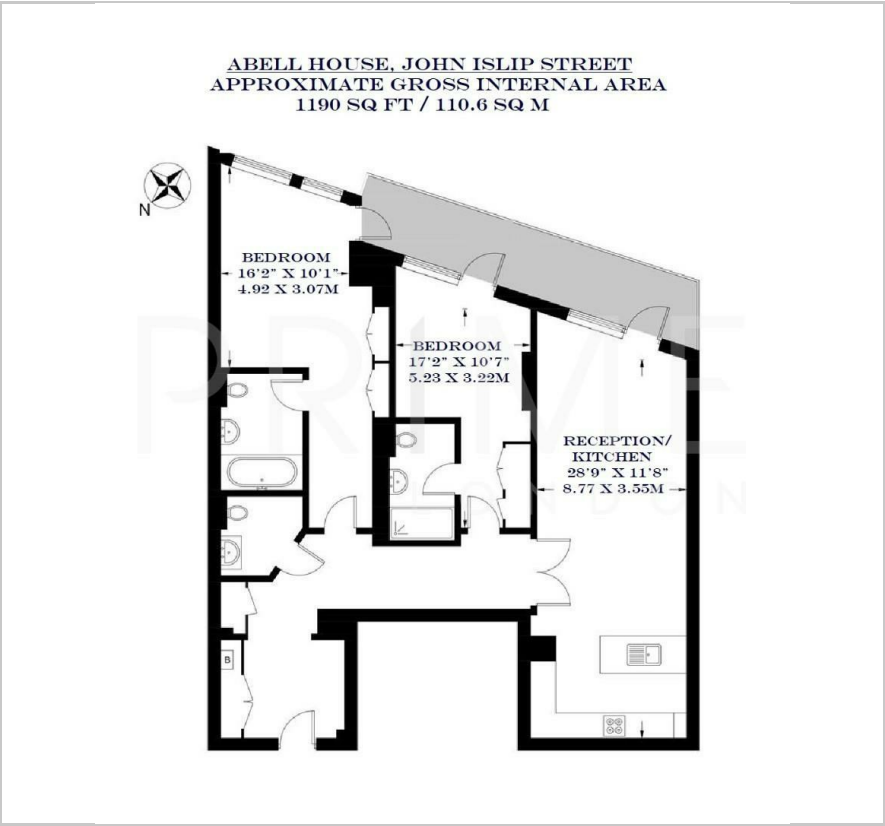 ABELL HOUSE, JOHN ISLIP STREET
APPROXIMATE GROSS INTERNAL AREA
1190 SQ FT / 110.6 SQ M
N
BEDROOM
16'2" X 10'1"
4.92 X 3.07M
BEDROOM
17'2" X 10'7"
5.23 X 3.22M
PRIME
LONDON
RECEPTION/
KITCHEN
28'9" X 11'8"
8.77 X 3.55M
B